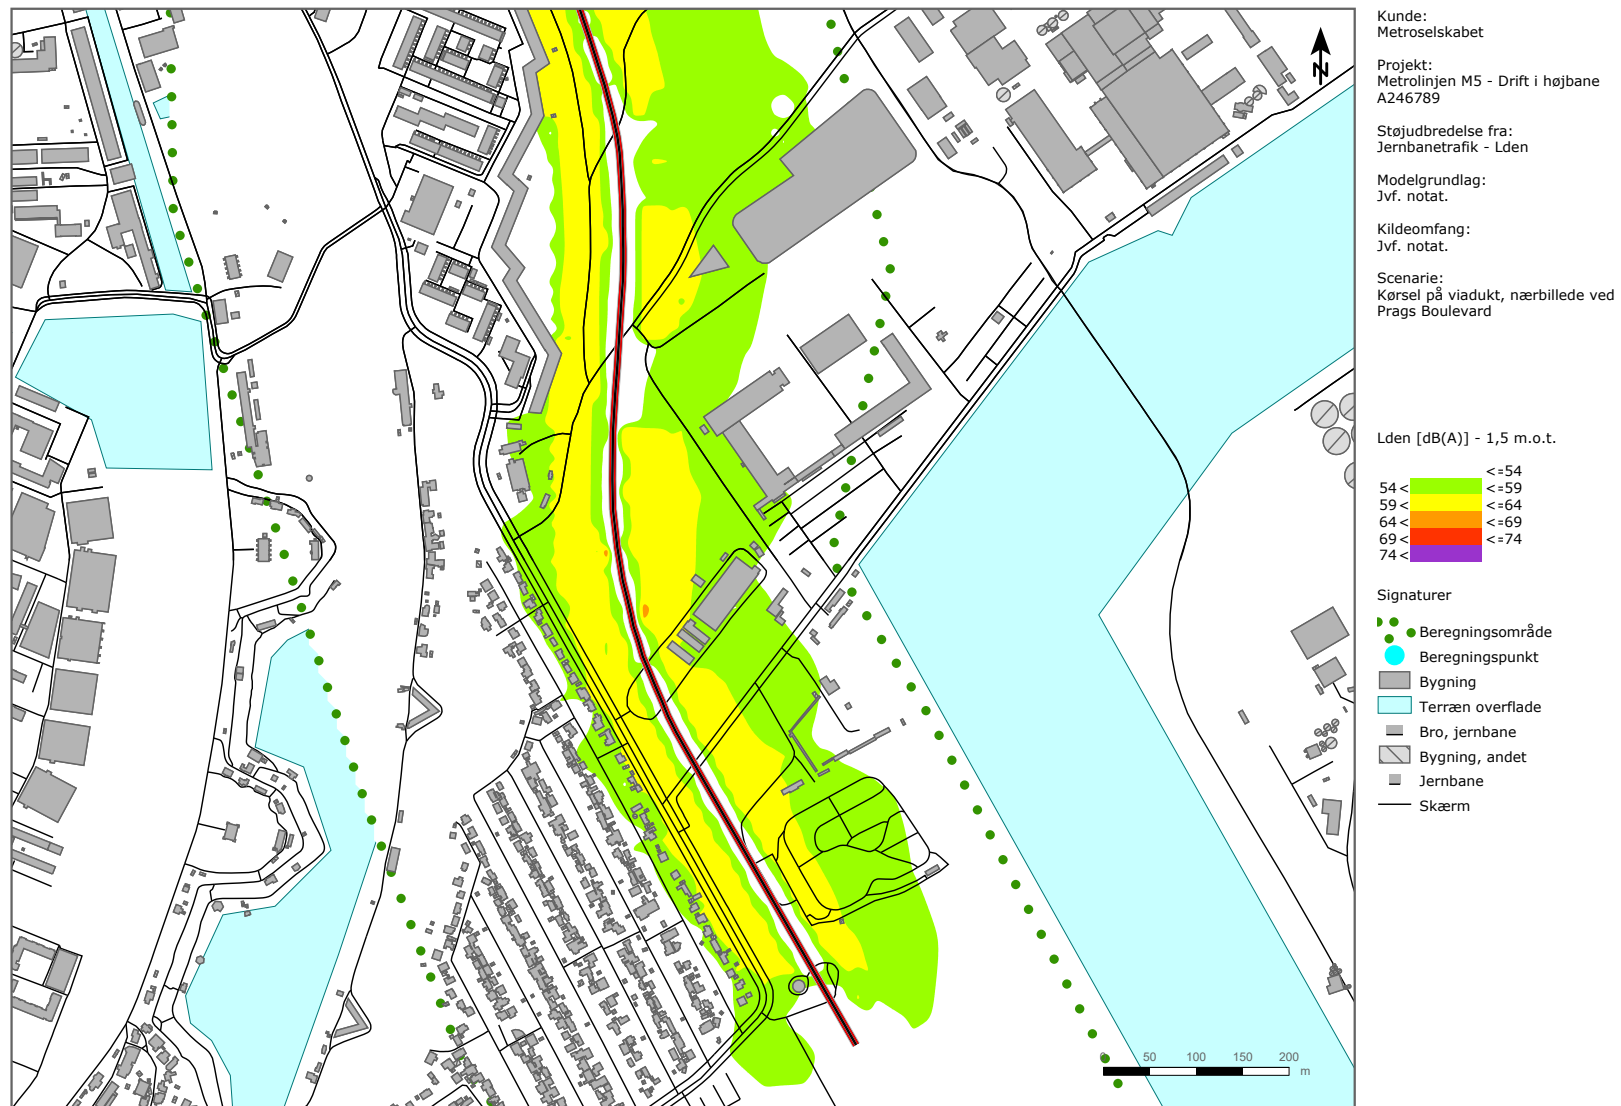 Kunde:
Metroselskabet
Projekt:
Metrolinjen M5 - Drift i højbane
A246789
Støjudbredelse fra:
Jernbanetrafik - Lden
Modelgrundlag:
Jvf. notat.
Kildeomfang:
Jvf. notat.
Scenarie:
Kørsel på viadukt, nærbillede ved
Prags Boulevard
N
Lden [dB(A)] - 1,5 m.o.t.
<=54
54 < <=59
59 < <=64
64 < <=69
69 < <=74
74 <
Signaturer
Beregningsområde
Beregningspunkt
Bygning
Terræn overflade
Bro, jernbane
Bygning, andet
Jernbane
Skærm
0 50 100 150 200
m